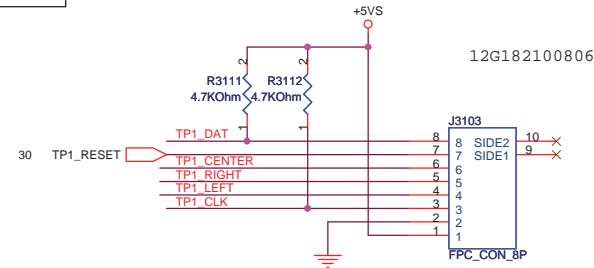 +5VS
12G182100806
2 2
R3111 R3112
4.7KOhm 4.7KOhm
1 1
J3103
TP1_DAT 8 8 SIDE2 10
30 TP1_RESET 7 7 SIDE1 9
TP1_CENTER 6 6
TP1_RIGHT 5 5
TP1_LEFT 4 4
TP1_CLK 3 3
2 2
1 1
FPC_CON_8P